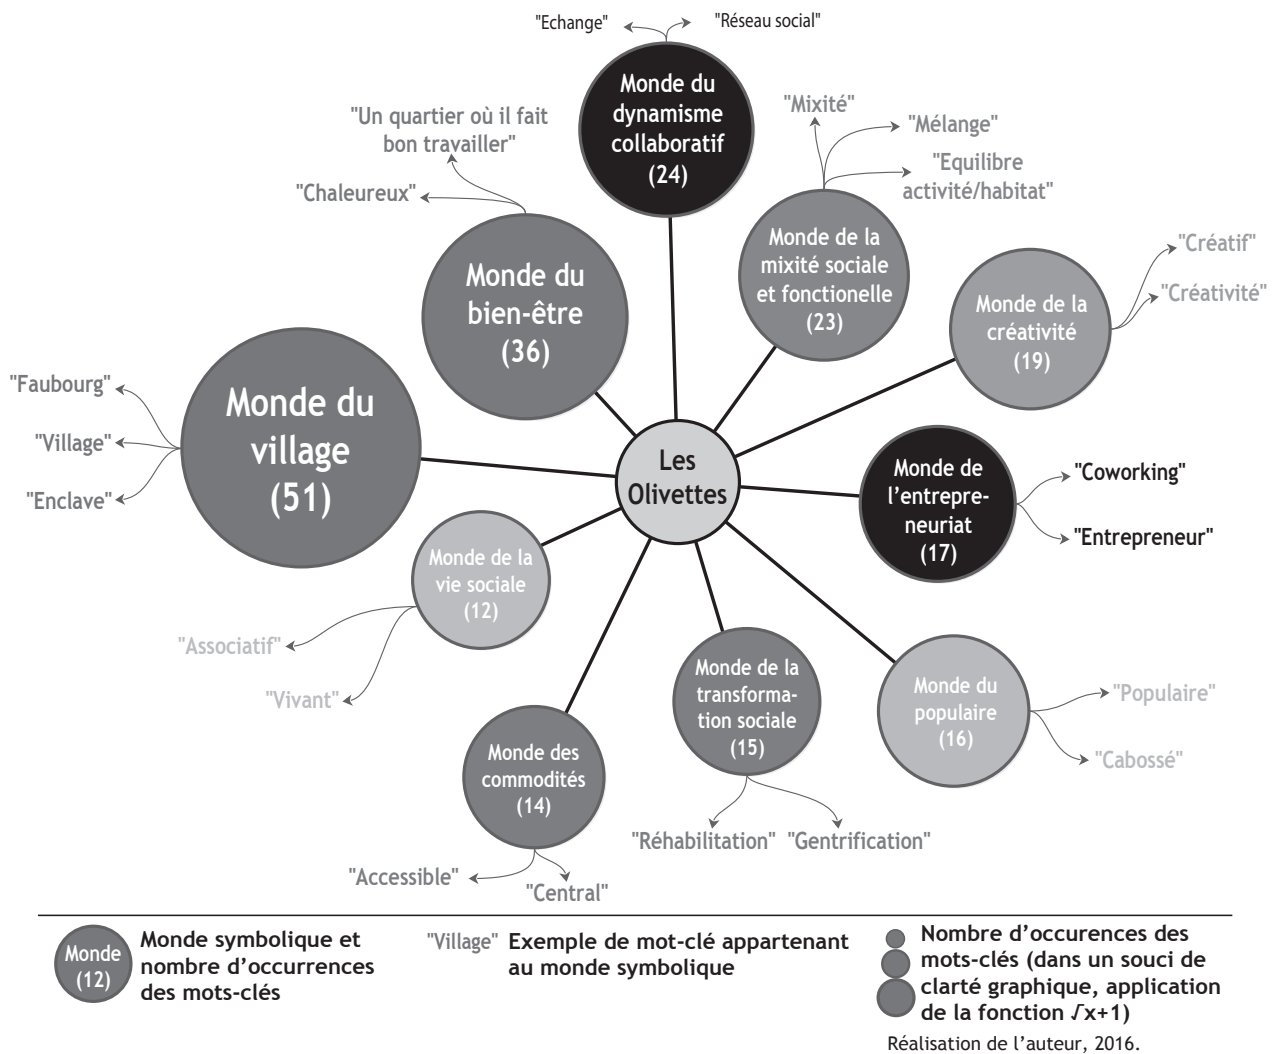 "Echange"
"Réseau social"
Monde du
dynamisme
collaboratif
(24)
"Mixité"
"Mélange"
"Equilibre
activité/habitat"
"Un quartier où il fait
bon travailler"
"Chaleureux"
Monde de la
mixité sociale
et fonctionelle
(23)
"Créatif"
"Créativité"
Monde du
bien-être
(36)
Monde de la
créativité
(19)
"Faubourg"
"Village"
"Enclave"
Monde du
village
(51)
Les
Olivettes
Monde de
l’entrepre-
neuriat
(17)
"Coworking"
"Entrepreneur"
Monde de la
vie sociale
(12)
"Associatif"
"Vivant"
Monde de la
transforma-
tion sociale
(15)
Monde du
populaire
(16)
"Populaire"
"Cabossé"
Monde des
commodités
(14)
"Réhabilitation"
"Gentrification"
"Accessible"
"Central"
Monde
(12)
Monde symbolique et
nombre d’occurrences
des mots-clés
"Village"
Exemple de mot-clé appartenant
au monde symbolique
Nombre d’occurences des
mots-clés (dans un souci de
clarté graphique, application
de la fonction √x+1)
Réalisation de l’auteur, 2016.